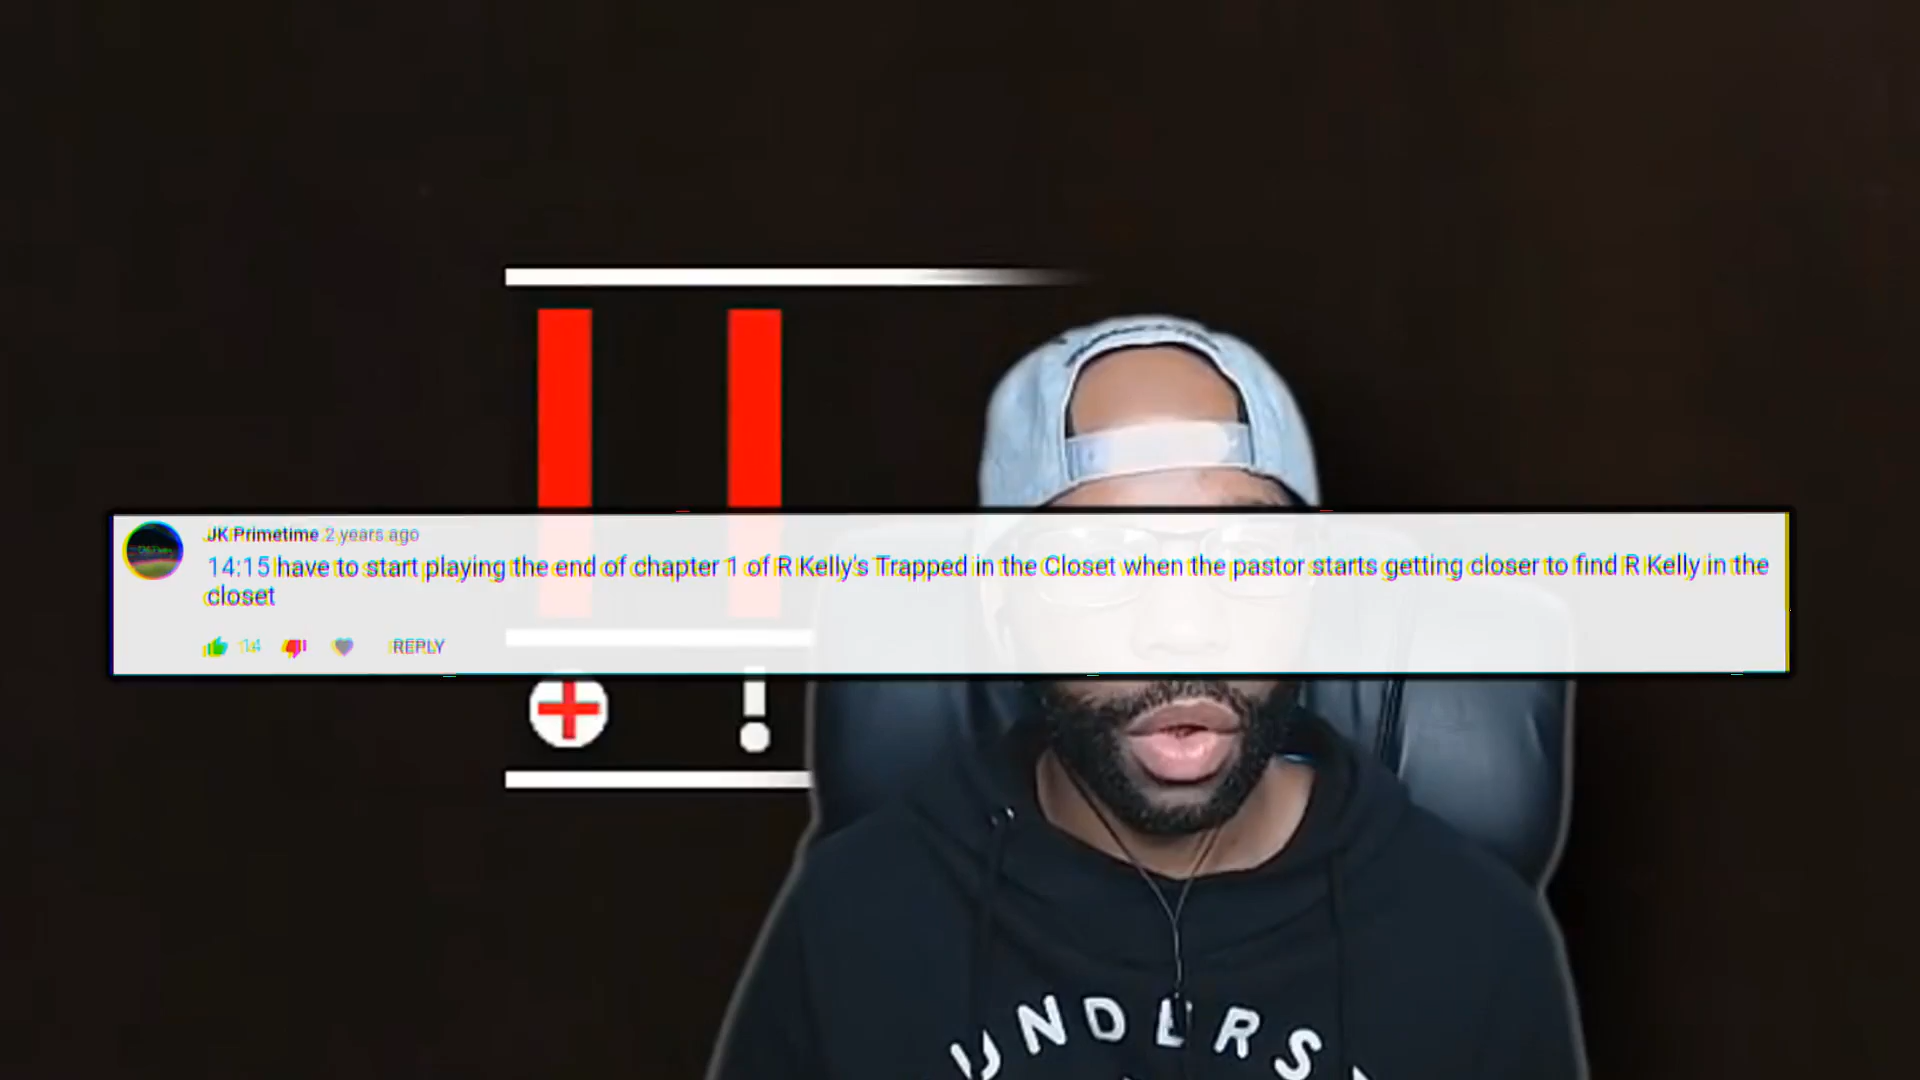 JK Primetime 2 years ago
14:15 have to start playing the end of chapter 1 of R Kelly's Trapped in the Closet when the pastor starts getting closer to find R Kelly in the
closet
14 REPLY
!
UNDERS